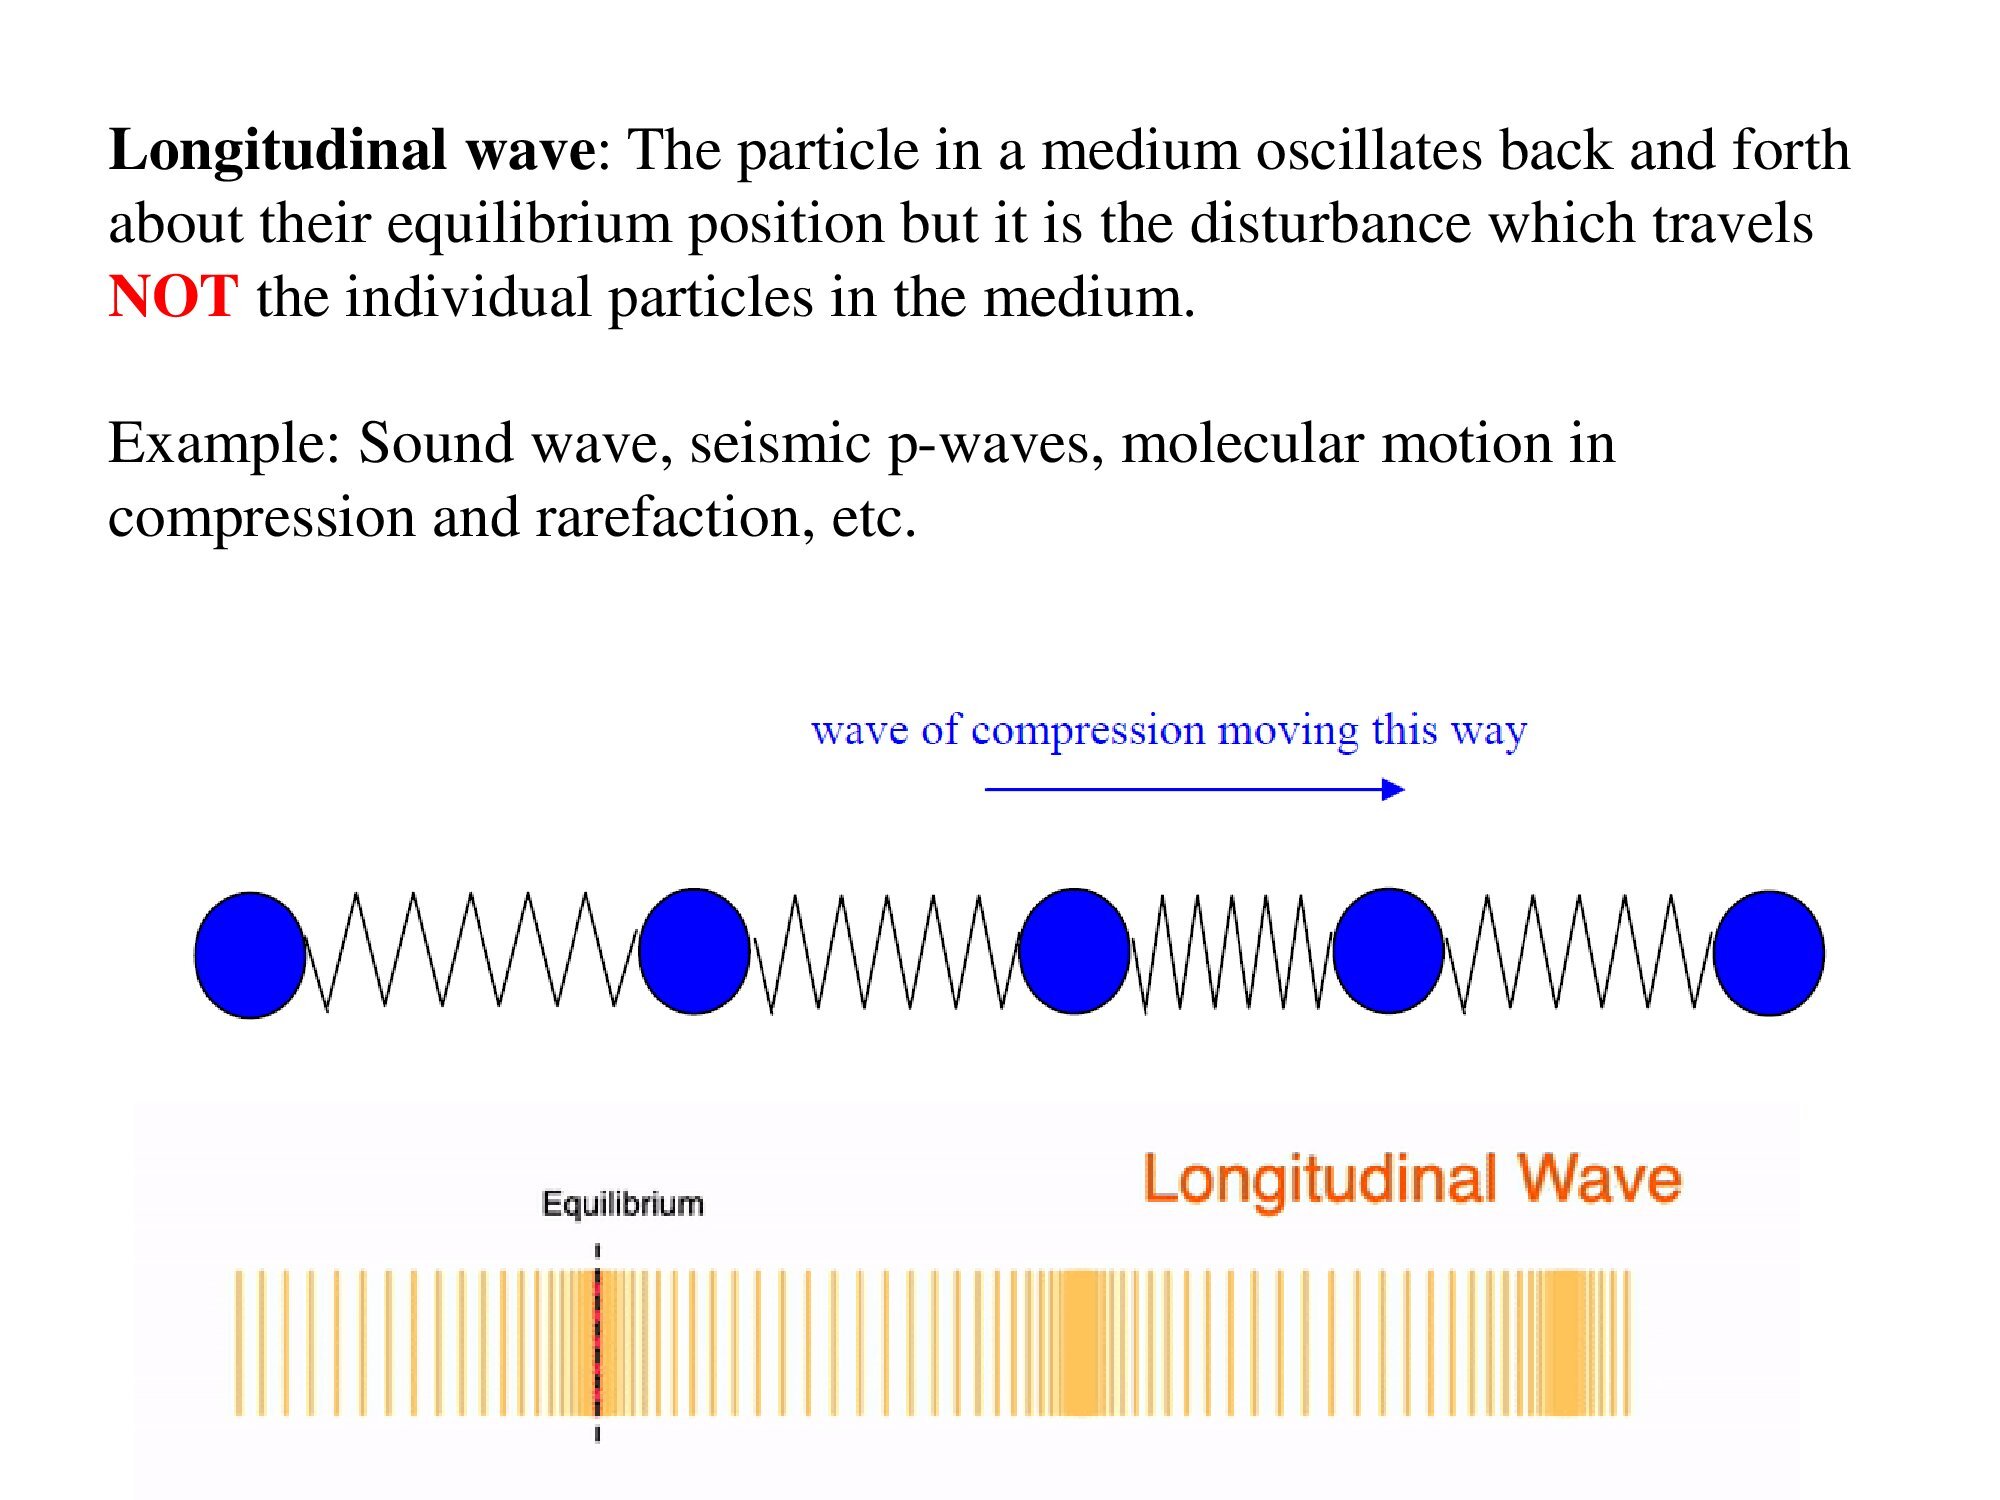 Longitudinal wave: The particle in a medium oscillates back and forth
about their equilibrium position but it is the disturbance which travels
NOT the individual particles in the medium.
Example: Sound wave, seismic p-waves, molecular motion in
compression and rarefaction, etc.
wave of compression moving this way
Longitudinal Wave
Equilibrium